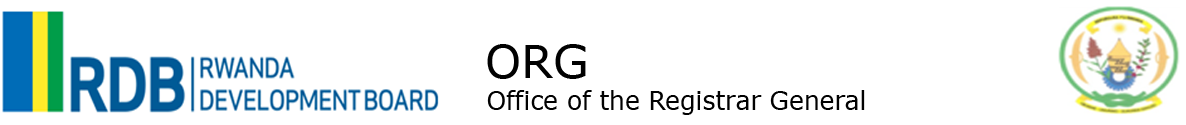 RDB
RWANDA
DEVELOPMENT BOARD
ORG
Office of the Registrar General